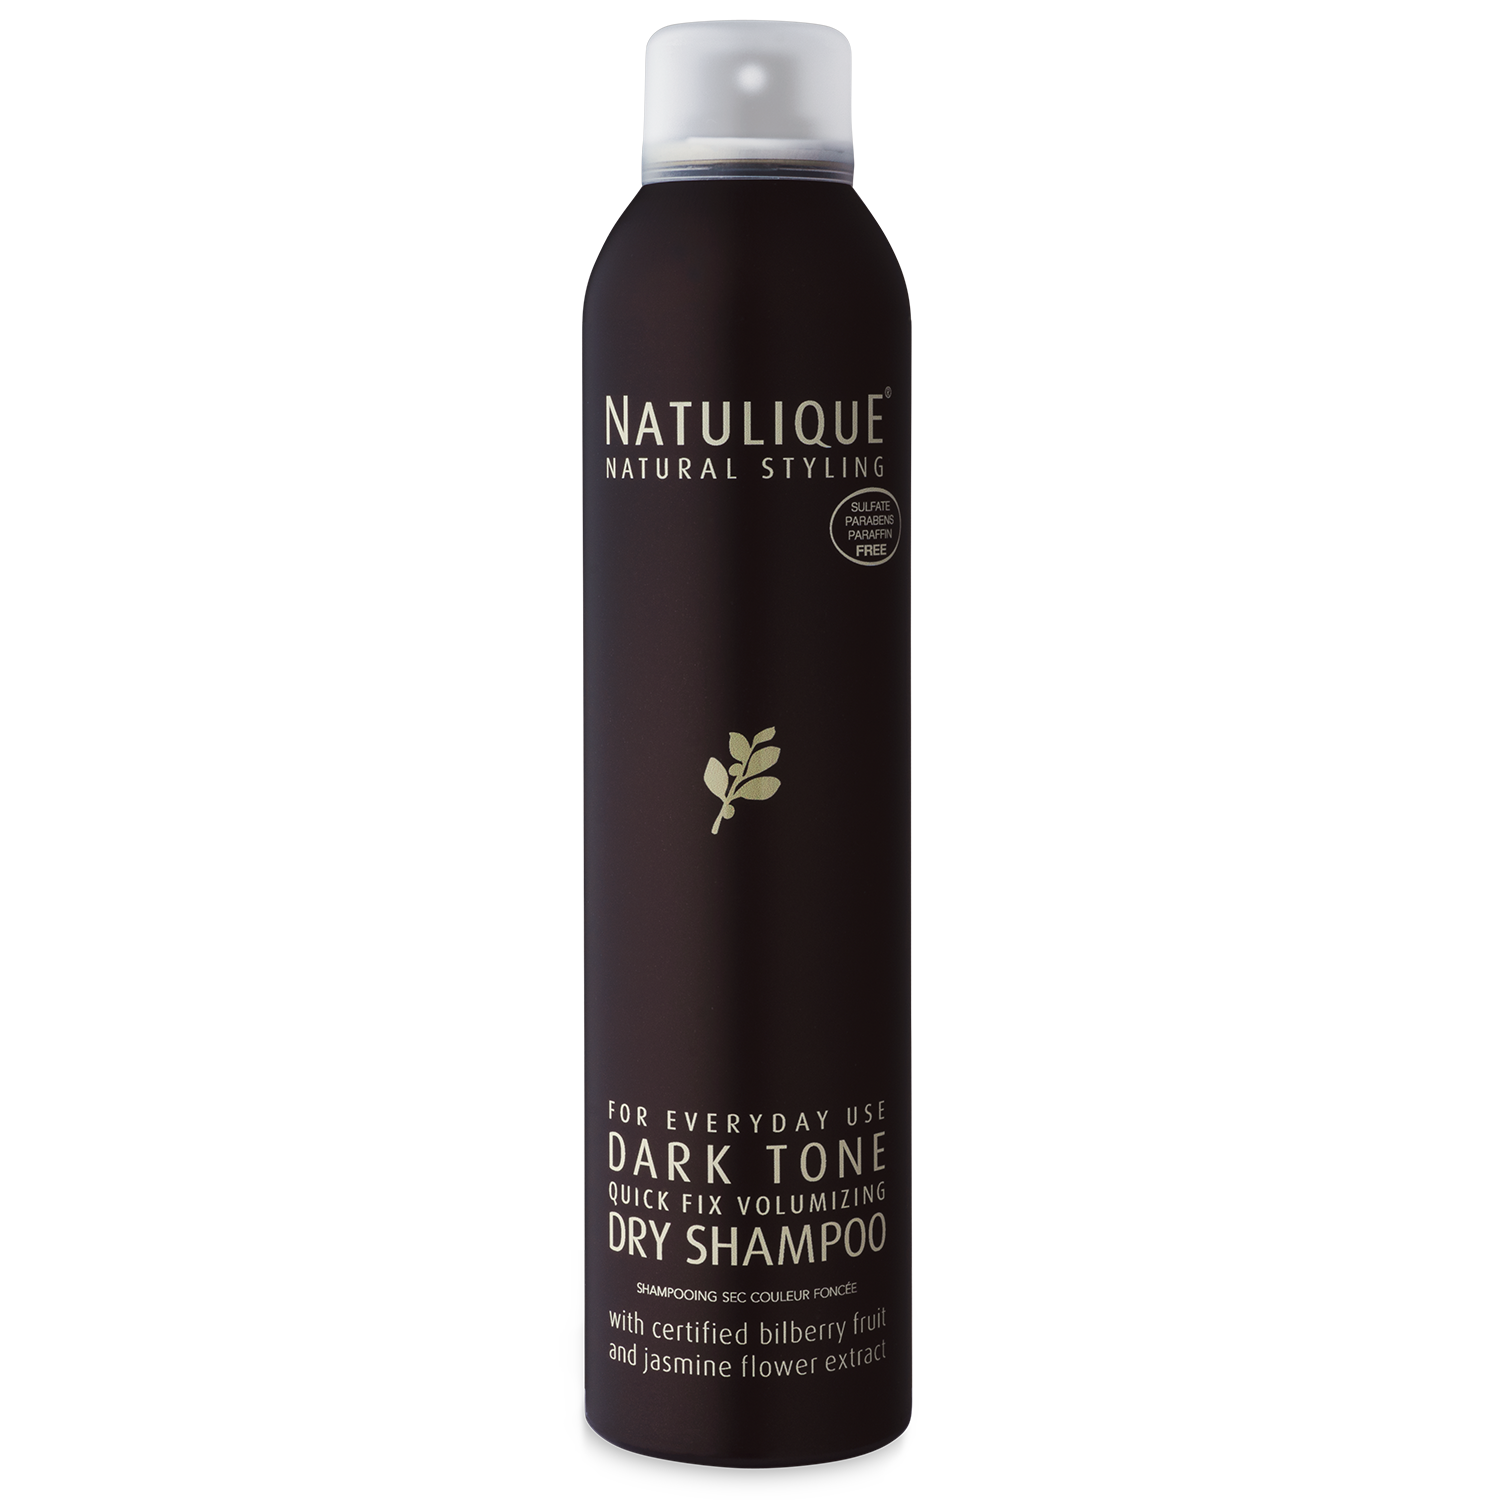 NATULIQUE®
NATURAL STYLING
SULFATE
PARABENS
PARAFFIN
FREE
FOR EVERYDAY USE
DARK TONE
QUICK FIX VOLUMIZING
DRY SHAMPOO
SHAMPOOING SEC COULEUR FONCÉE
with certified bilberry fruit
and jasmine flower extract